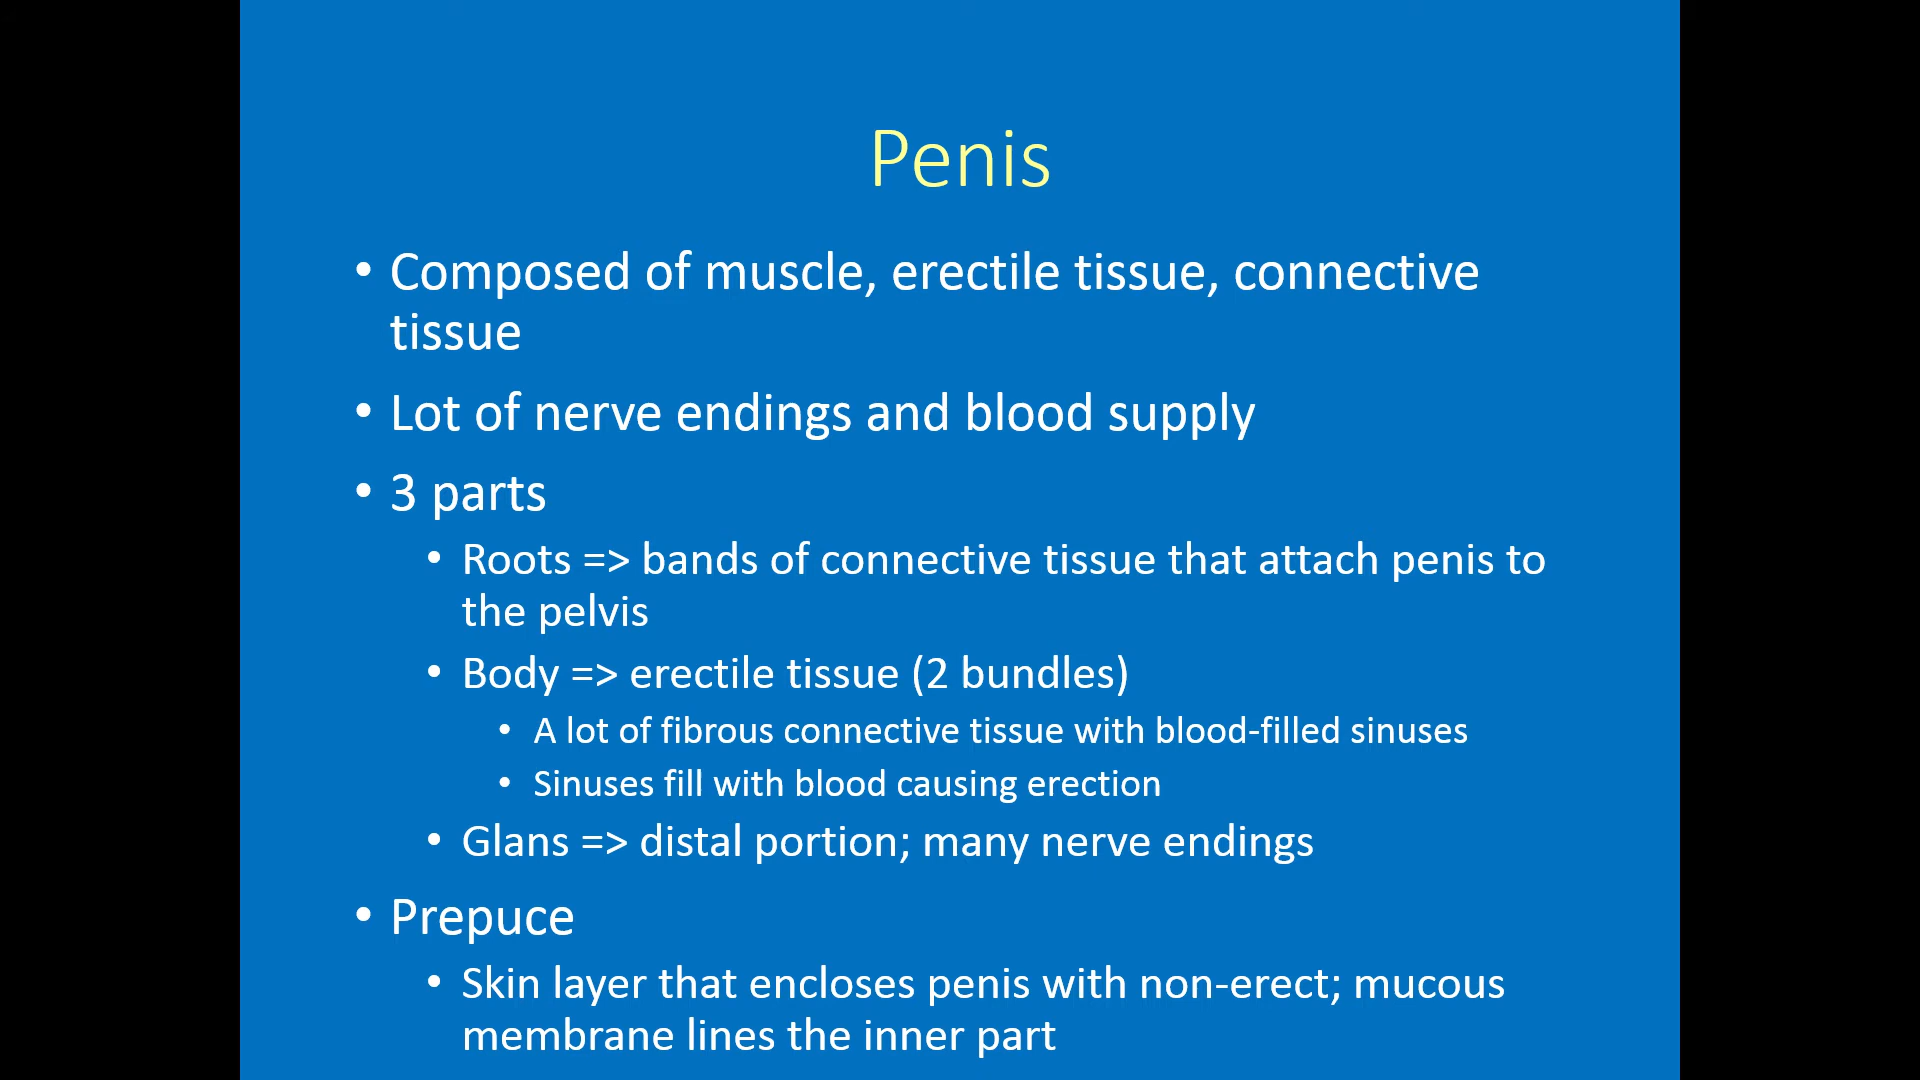 Penis
• Composed of muscle, erectile tissue, connective
tissue
• Lot of nerve endings and blood supply
• 3 parts
• Roots => bands of connective tissue that attach penis to
the pelvis
• Body => erectile tissue (2 bundles)
• A lot of fibrous connective tissue with blood-filled sinuses
• Sinuses fill with blood causing erection
• Glans => distal portion; many nerve endings
• Prepuce
• Skin layer that encloses penis with non-erect; mucous
membrane lines the inner part